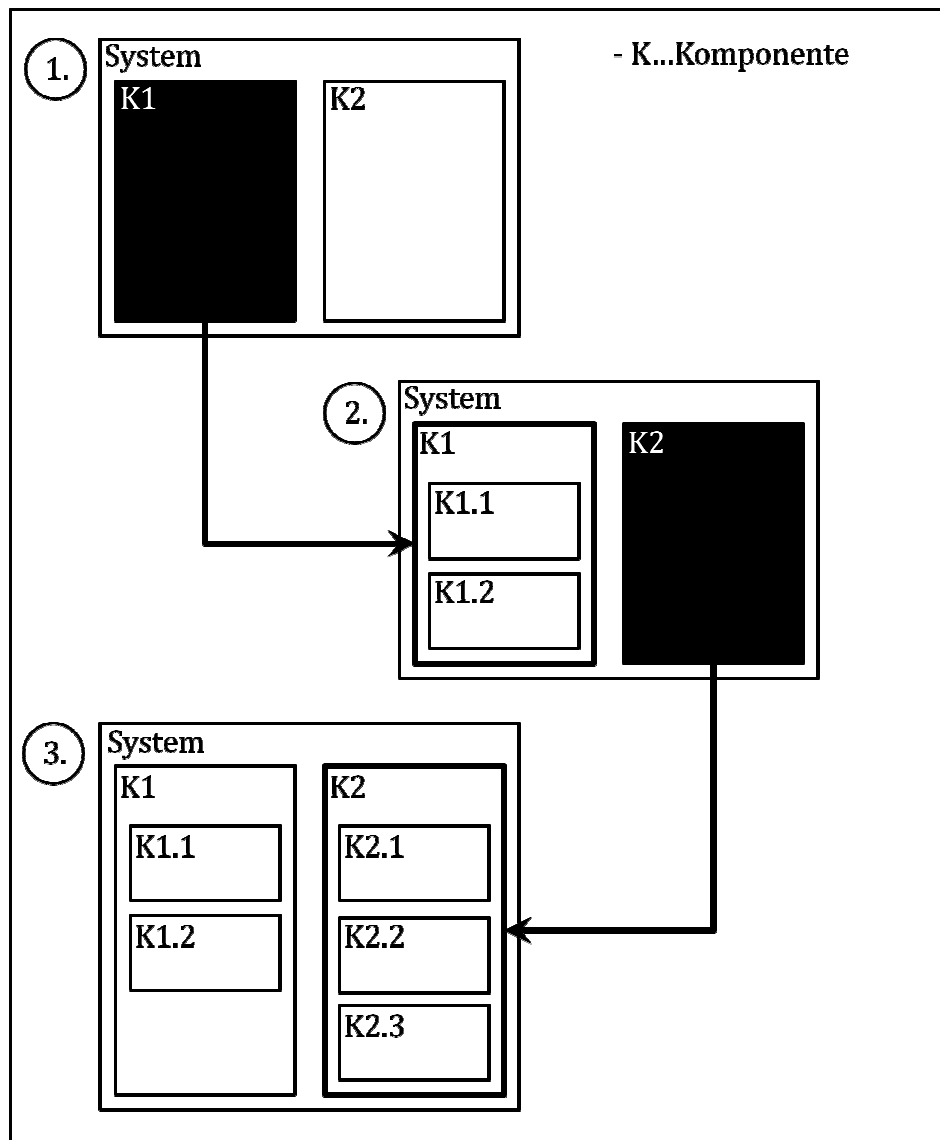 1.
System
- K...Komponente
K1
K2
2.
System
K1
K2
K1.1
K1.2
3.
System
K1
K2
K1.1
K2.1
K1.2
K2.2
K2.3